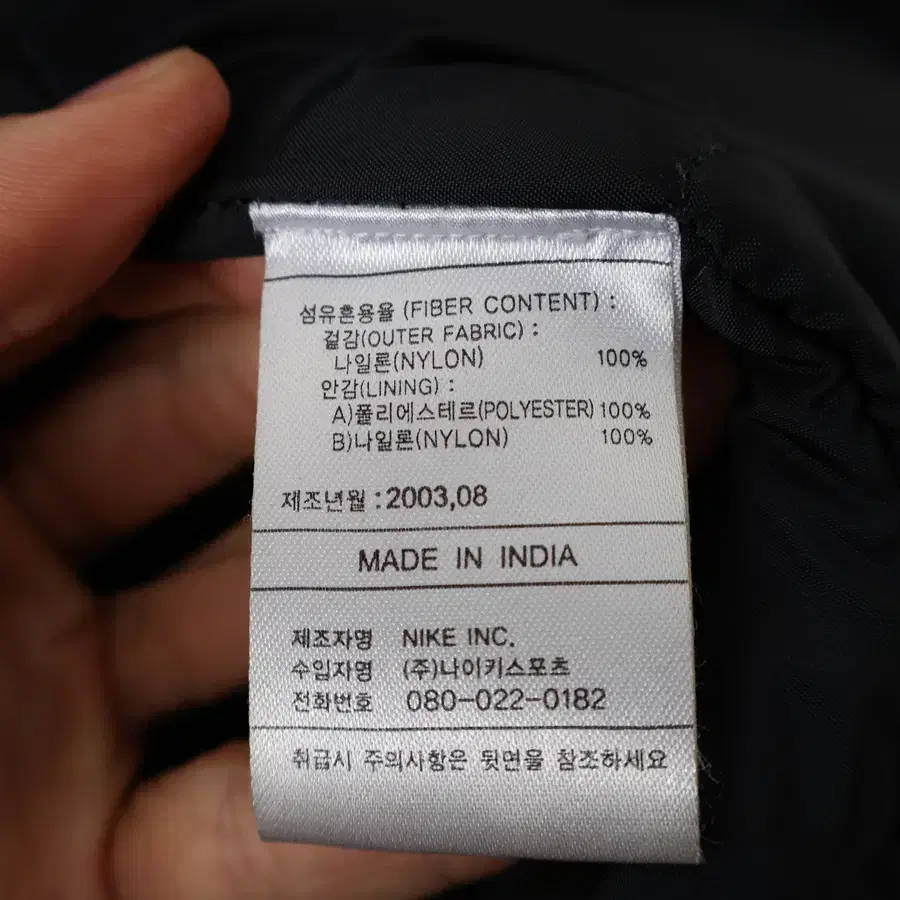 섬유혼용율 (FIBER CONTENT) :
겉감(OUTER FABRIC) :
나일론(NYLON) 100%
안감(LINING) :
A)폴리에스테르(POLYESTER) 100%
B)나일론(NYLON) 100%
제조년월 : 2003,08
MADE IN INDIA
제조자명 NIKE INC.
수입자명 (주)나이키스포츠
전화번호 080-022-0182
취급시 주의사항은 뒷면을 참조하세요